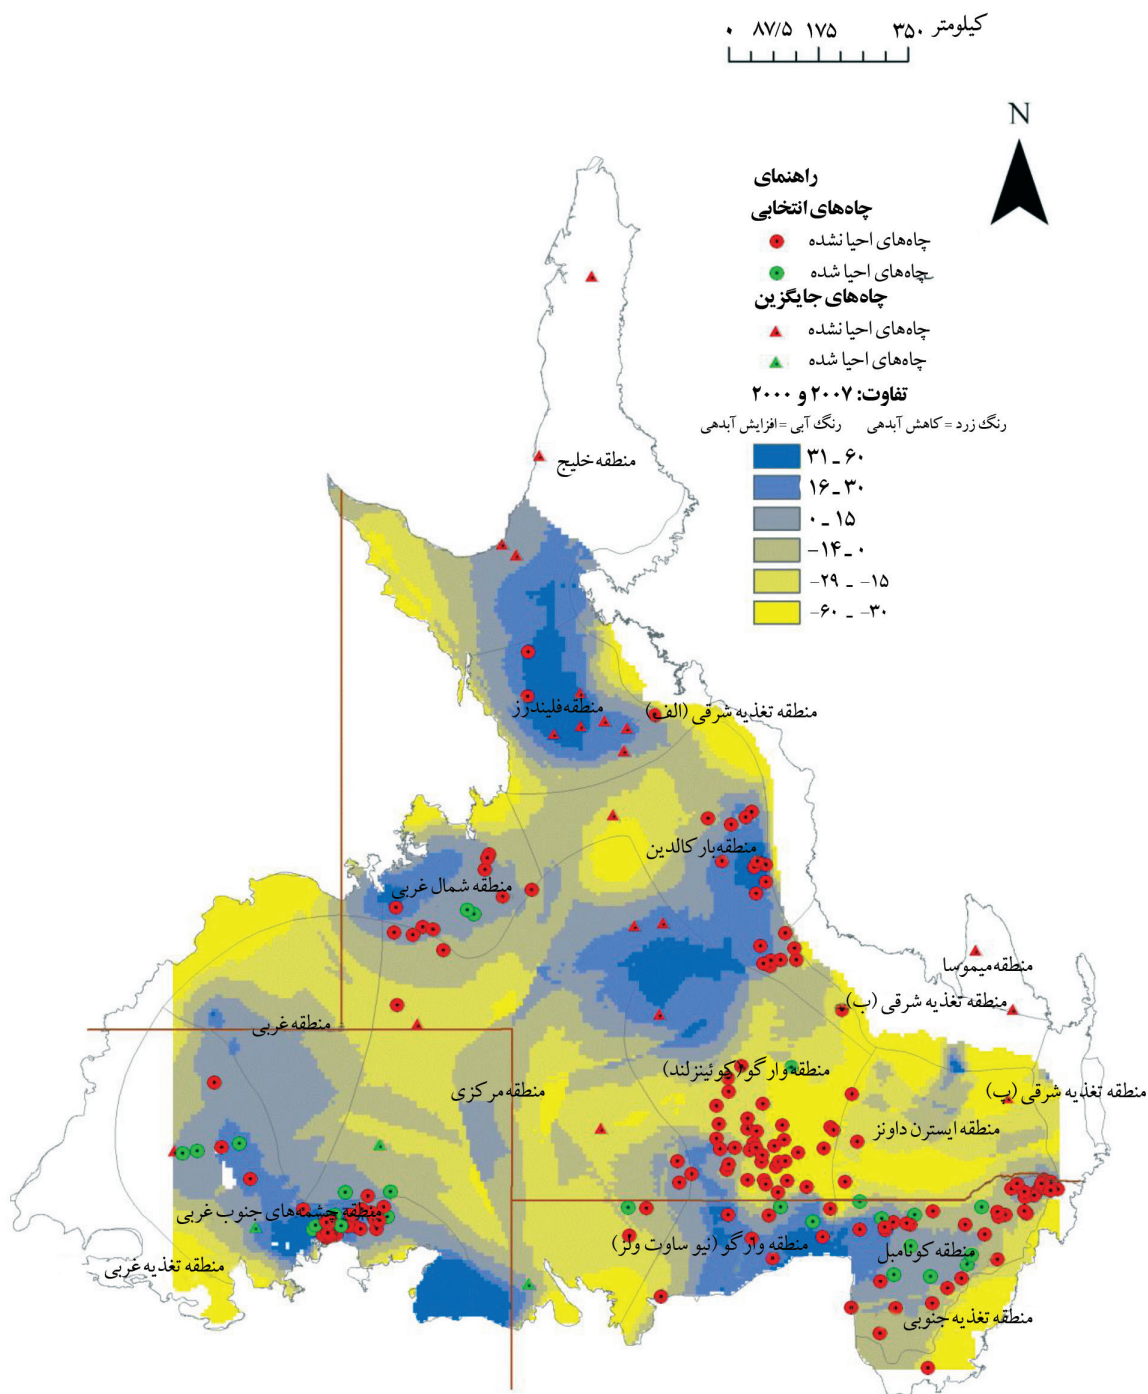 ۰ ۸۷/۵ ۱۷۵ ۳۵۰ کیلومتر
N
راهنمای
چاه‌های انتخابی
چاه‌های احیا نشده
چاه‌های احیا شده
چاه‌های جایگزین
چاه‌های احیا نشده
چاه‌های احیا شده
تفاوت: ۲۰۰۷ و ۲۰۰۰
رنگ زرد = کاهش آبدهی رنگ آبی = افزایش آبدهی
۳۱ - ۶۰
۱۶ - ۳۰
۰ - ۱۵
-۱۴ - ۰
-۲۹ - -۱۵
-۶۰ - -۳۰
منطقه خلیج
منطقه فلیندرز
منطقه تغذیه شرقی (الف)
منطقه بار کالدین
منطقه شمال غربی
منطقه میموسا
منطقه تغذیه شرقی (ب)
منطقه غربی
منطقه وارگو (کوئینزلند)
منطقه مرکزی
منطقه تغذیه شرقی (پ)
منطقه ایسترن داونز
منطقه چشمه‌های جنوب غربی
منطقه وارگو (نیو ساوت ولز)
منطقه کونامبل
منطقه تغذیه غربی
منطقه تغذیه جنوبی